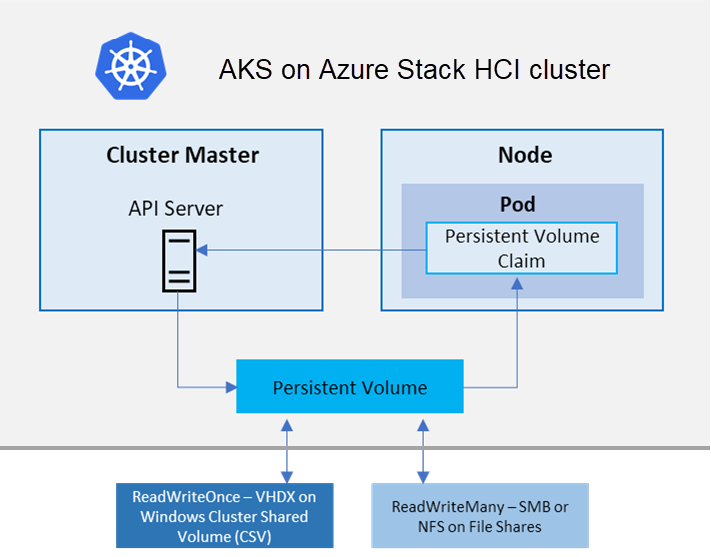 AKS on Azure Stack HCI cluster
Cluster Master
API Server
Node
Pod
Persistent Volume
Claim
Persistent Volume
ReadWriteOnce – VHDX on
Windows Cluster Shared
Volume (CSV)
ReadWriteMany – SMB or
NFS on File Shares